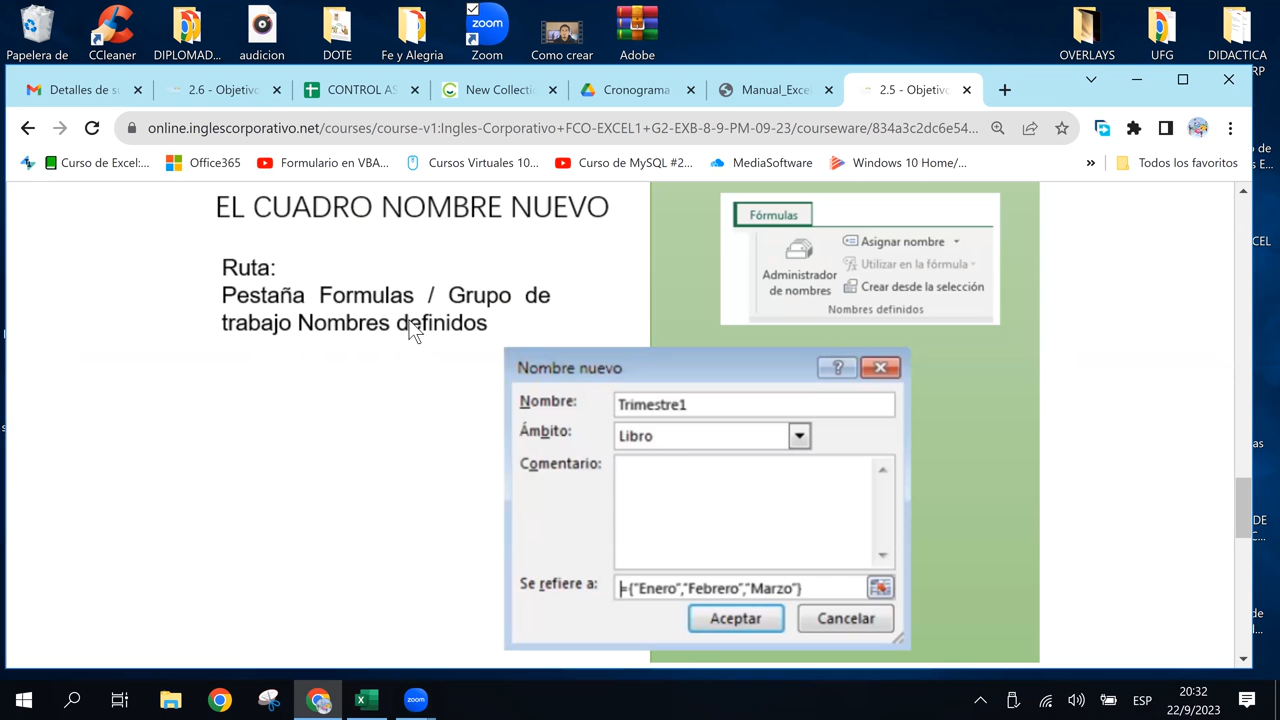 Papelera de
CCleaner
DIPLOMAD...
audicion
DOTE
Fe y Alegria
Zoom
zoom
Como crear
Adobe
OVERLAYS
UFG
DIDACTICA
Detalles de su
2.6 - Objetivo
CONTROL AS
New Collecti
Cronograma
Manual_Exce
2.5 - Objetiv
online.inglescorporativo.net/courses/course-v1:Ingles-Corporativo+FCO-EXCEL1+G2-EXB-8-9-PM-09-23/courseware/834a3c2dc6e54...
Curso de Excel:...
Office365
Formulario en VBA...
Cursos Virtuales 10...
Curso de MySQL #2...
MediaSoftware
Windows 10 Home/...
»
Todos los favoritos
EL CUADRO NOMBRE NUEVO
Ruta:
Pestaña Formulas / Grupo de
trabajo Nombres definidos
Fórmulas
Administrador
de nombres
Asignar nombre
Utilizar en la fórmula
Crear desde la selección
Nombres definidos
Nombre nuevo
?
Nombre:
Trimestre1
Ámbito:
Libro
Comentario:
Se refiere a:
={"Enero","Febrero","Marzo"}
Aceptar
Cancelar
zoom
ESP
20:32
22/9/2023